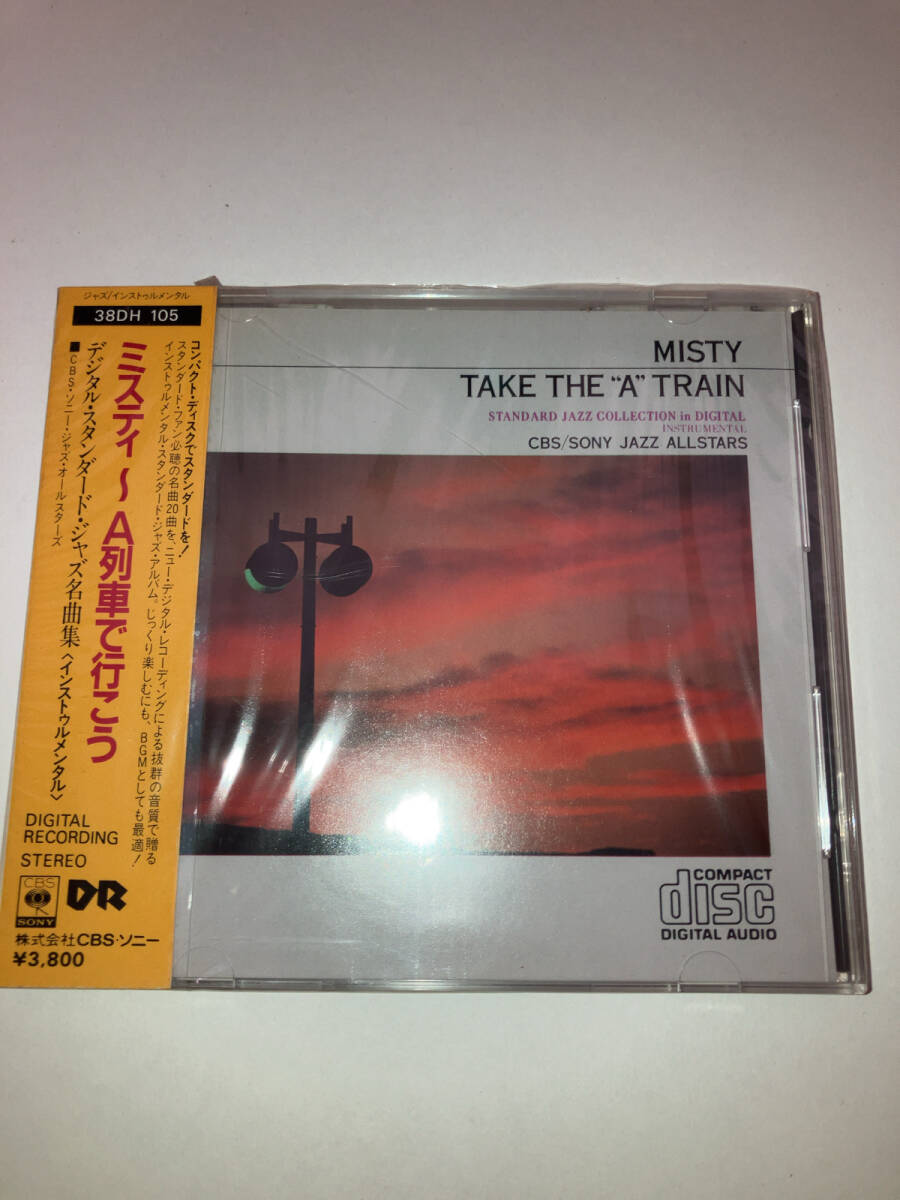 ジャズ/インストゥルメンタル
38DH 105
コンパクト・ディスクでスタンダードを!
スタンダード・ファン必聴の名曲20曲を、ニュー・デジタル・レコーディングによる抜群の音質で贈る
インストゥルメンタル・スタンダード・ジャズ・アルバム。じっくり楽しむにも、BGMとしても最適!
ミスティ〜A列車で行こう
デジタル・スタンダード・ジャズ名曲集〈インストゥルメンタル〉
■CBS・ソニー・ジャズ・オールスターズ
DIGITAL
RECORDING
STEREO
CBS
SONY
DR
株式会社CBS・ソニー
¥3,800
MISTY
TAKE THE "A" TRAIN
STANDARD JAZZ COLLECTION in DIGITAL
INSTRUMENTAL
CBS/SONY JAZZ ALLSTARS
COMPACT
disc
DIGITAL AUDIO